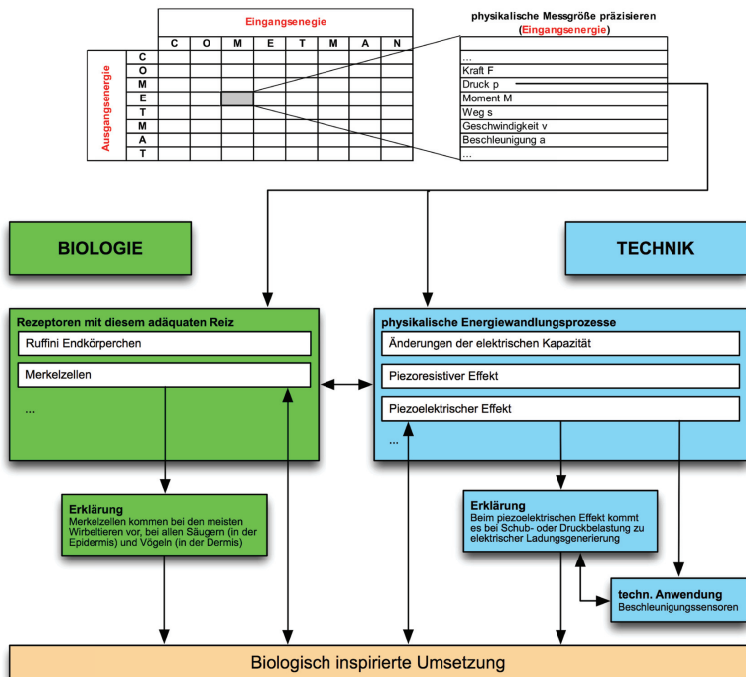 Eingangsenegie
C O M E T M A N
Ausgangsenergie
C
O
M
E
T
M
A
T
physikalische Messgröße präzisieren
(Eingangsenergie)
...
Kraft F
Druck p
Moment M
Weg s
Geschwindigkeit v
Beschleunigung a
...
BIOLOGIE
TECHNIK
Rezeptoren mit diesem adäquaten Reiz
Ruffini Endkörperchen
Merkelzellen
...
physikalische Energiewandlungsprozesse
Änderungen der elektrischen Kapazität
Piezoresistiver Effekt
Piezoelektrischer Effekt
...
Erklärung
Merkelzellen kommen bei den meisten
Wirbeltieren vor, bei allen Säugern (in der
Epidermis) und Vögeln (in der Dermis)
Erklärung
Beim piezoelektrischen Effekt kommt
es bei Schub- oder Druckbelastung zu
elektrischer Ladungsgenerierung
techn. Anwendung
Beschleunigungssensoren
Biologisch inspirierte Umsetzung